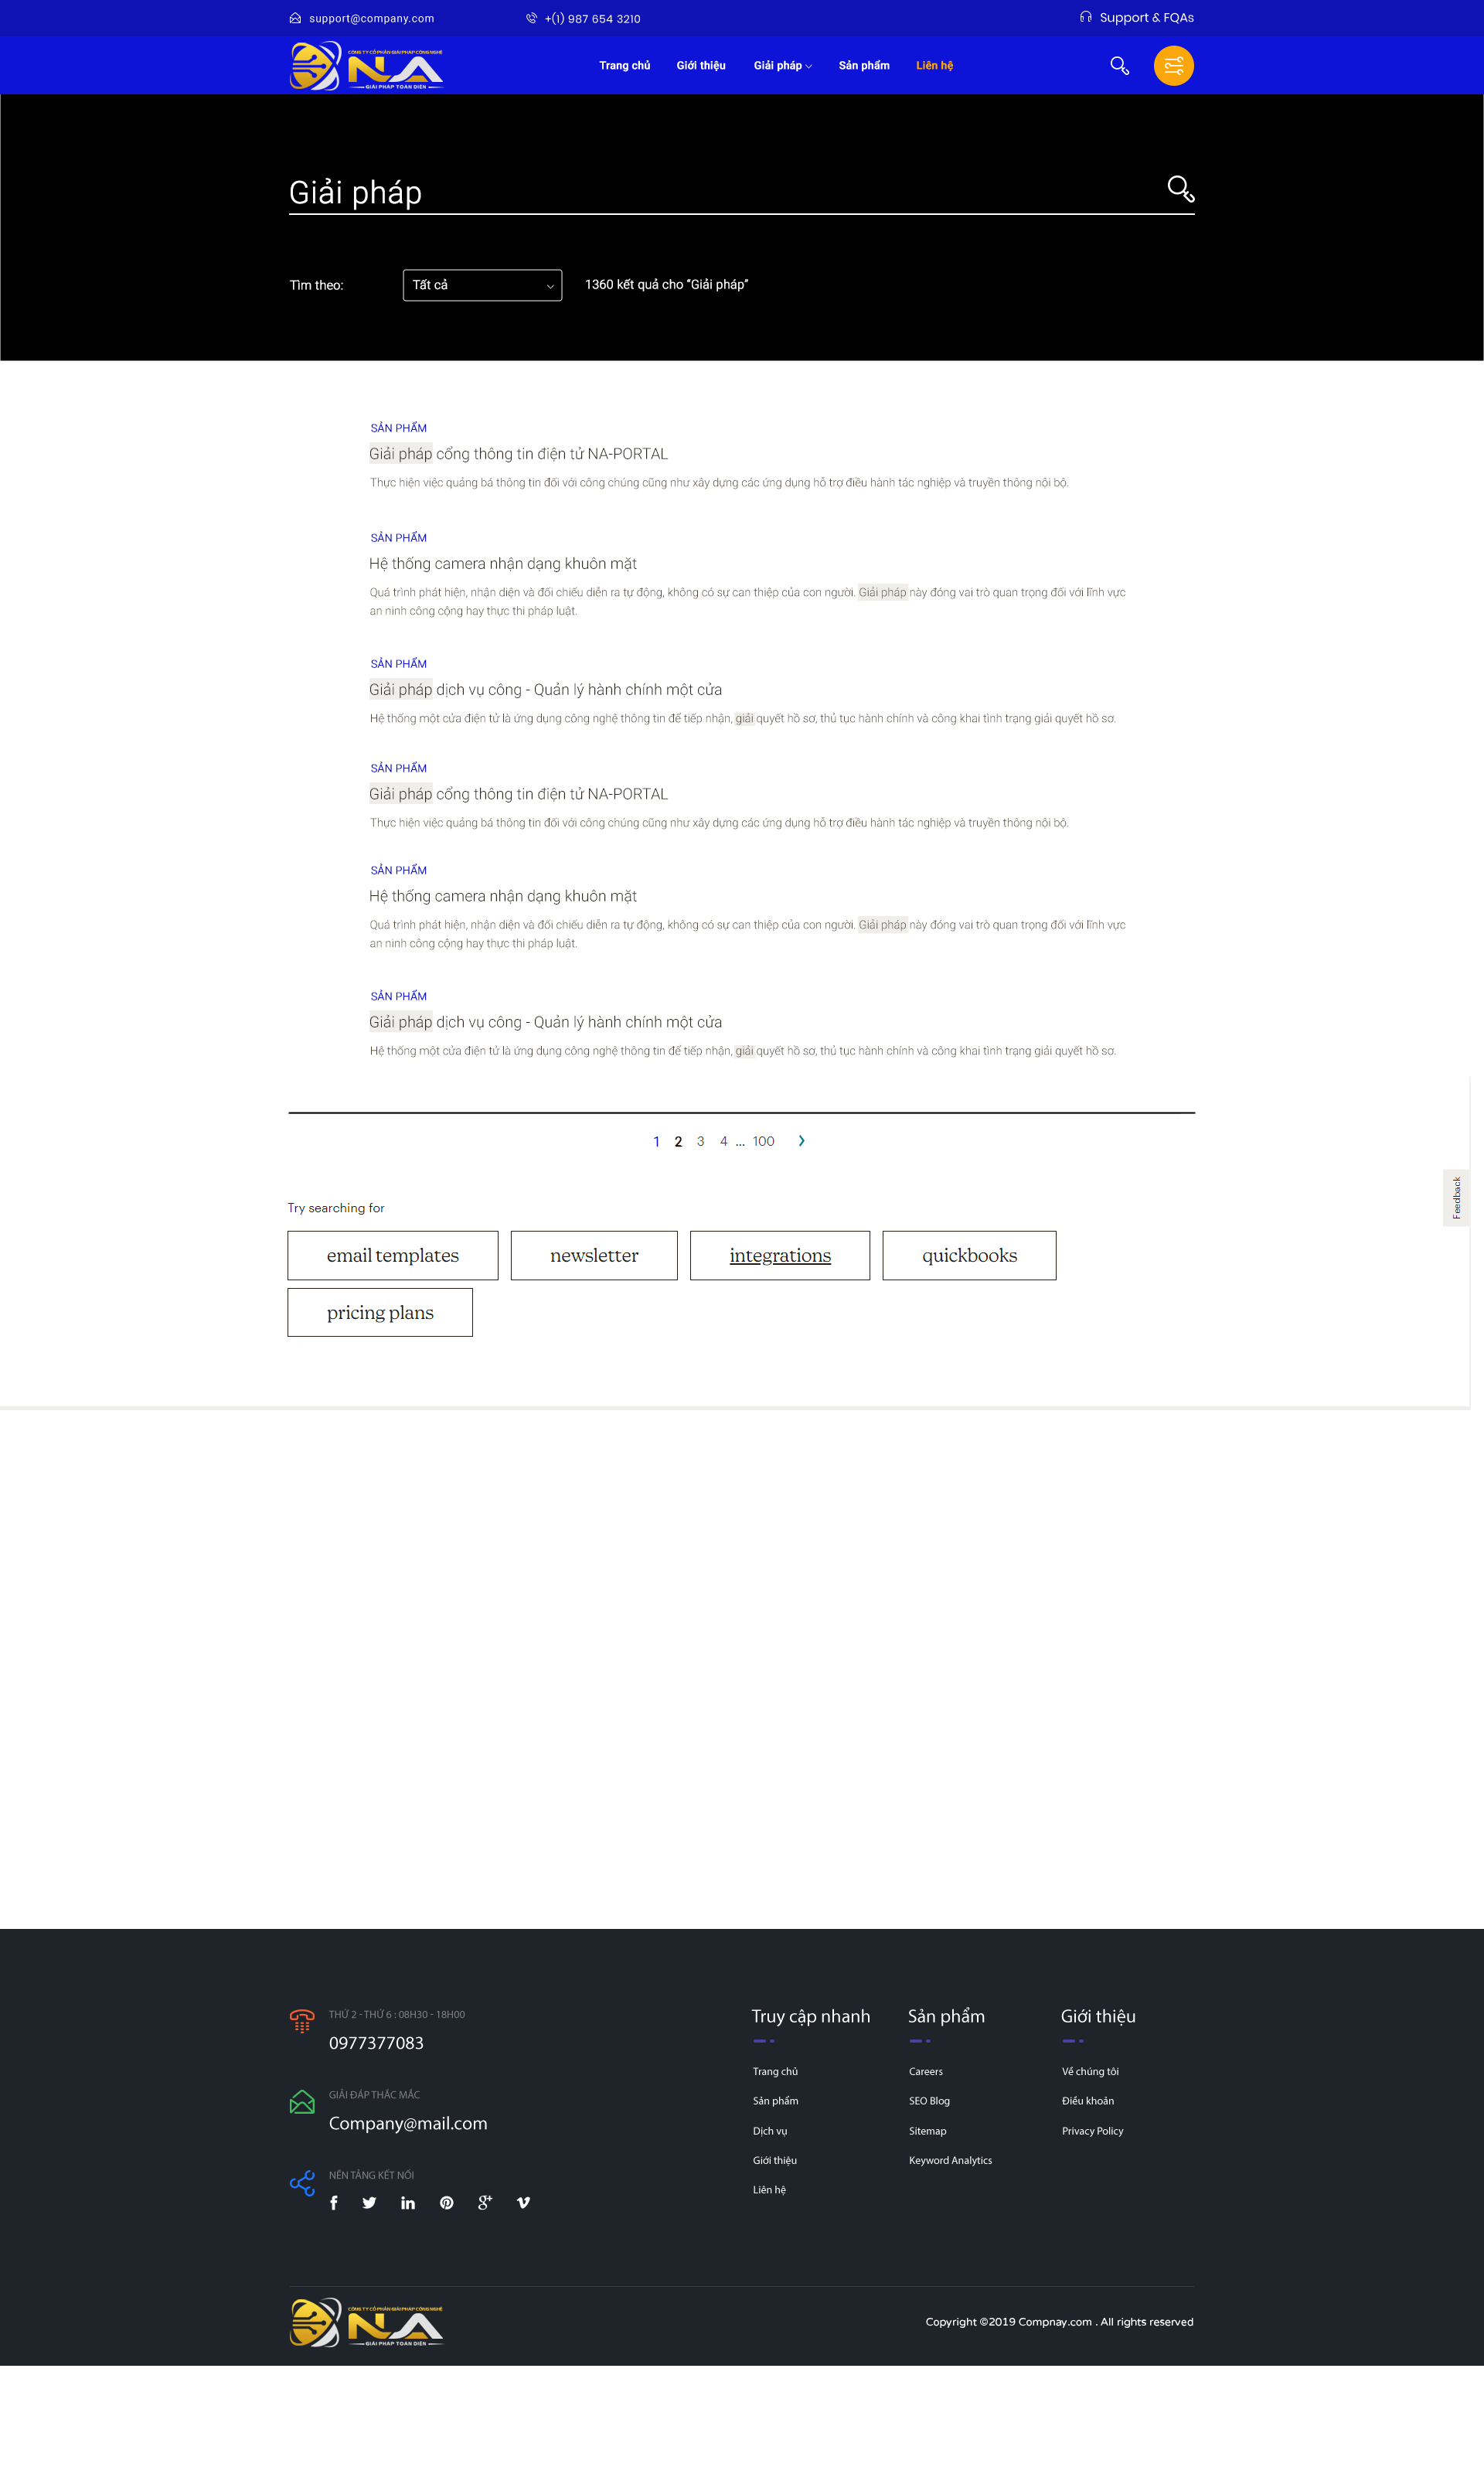 support@company.com
+(1) 987 654 3210
Support & FQAs
CÔNG TY CỔ PHẦN GIẢI PHÁP CÔNG NGHỆ
NA
GIẢI PHÁP TOÀN DIỆN
Trang chủ
Giới thiệu
Giải pháp
Sản phẩm
Liên hệ
Giải pháp
Tìm theo:
Tất cả
1360 kết quả cho “Giải pháp”
SẢN PHẨM
Giải pháp cổng thông tin điện tử NA-PORTAL
Thực hiện việc quảng bá thông tin đối với công chúng cũng như xây dựng các ứng dụng hỗ trợ điều hành tác nghiệp và truyền thông nội bộ.
SẢN PHẨM
Hệ thống camera nhận dạng khuôn mặt
Quá trình phát hiện, nhận diện và đối chiếu diễn ra tự động, không có sự can thiệp của con người. Giải pháp này đóng vai trò quan trọng đối với lĩnh vực
an ninh công cộng hay thực thi pháp luật.
SẢN PHẨM
Giải pháp dịch vụ công - Quản lý hành chính một cửa
Hệ thống một cửa điện tử là ứng dụng công nghệ thông tin để tiếp nhận, giải quyết hồ sơ, thủ tục hành chính và công khai tình trạng giải quyết hồ sơ.
SẢN PHẨM
Giải pháp cổng thông tin điện tử NA-PORTAL
Thực hiện việc quảng bá thông tin đối với công chúng cũng như xây dựng các ứng dụng hỗ trợ điều hành tác nghiệp và truyền thông nội bộ.
SẢN PHẨM
Hệ thống camera nhận dạng khuôn mặt
Quá trình phát hiện, nhận diện và đối chiếu diễn ra tự động, không có sự can thiệp của con người. Giải pháp này đóng vai trò quan trọng đối với lĩnh vực
an ninh công cộng hay thực thi pháp luật.
SẢN PHẨM
Giải pháp dịch vụ công - Quản lý hành chính một cửa
Hệ thống một cửa điện tử là ứng dụng công nghệ thông tin để tiếp nhận, giải quyết hồ sơ, thủ tục hành chính và công khai tình trạng giải quyết hồ sơ.
1 2 3 4 ... 100
Feedback
Try searching for
email templates
newsletter
integrations
quickbooks
pricing plans
THỨ 2 - THỨ 6 : 08H30 - 18H00
0977377083
GIẢI ĐÁP THẮC MẮC
Company@mail.com
NỀN TẢNG KẾT NỐI
Truy cập nhanh
Trang chủ
Sản phẩm
Dịch vụ
Giới thiệu
Liên hệ
Sản phẩm
Careers
SEO Blog
Sitemap
Keyword Analytics
Giới thiệu
Về chúng tôi
Điều khoản
Privacy Policy
CÔNG TY CỔ PHẦN GIẢI PHÁP CÔNG NGHỆ
NA
GIẢI PHÁP TOÀN DIỆN
Copyright ©2019 Compnay.com . All rights reserved